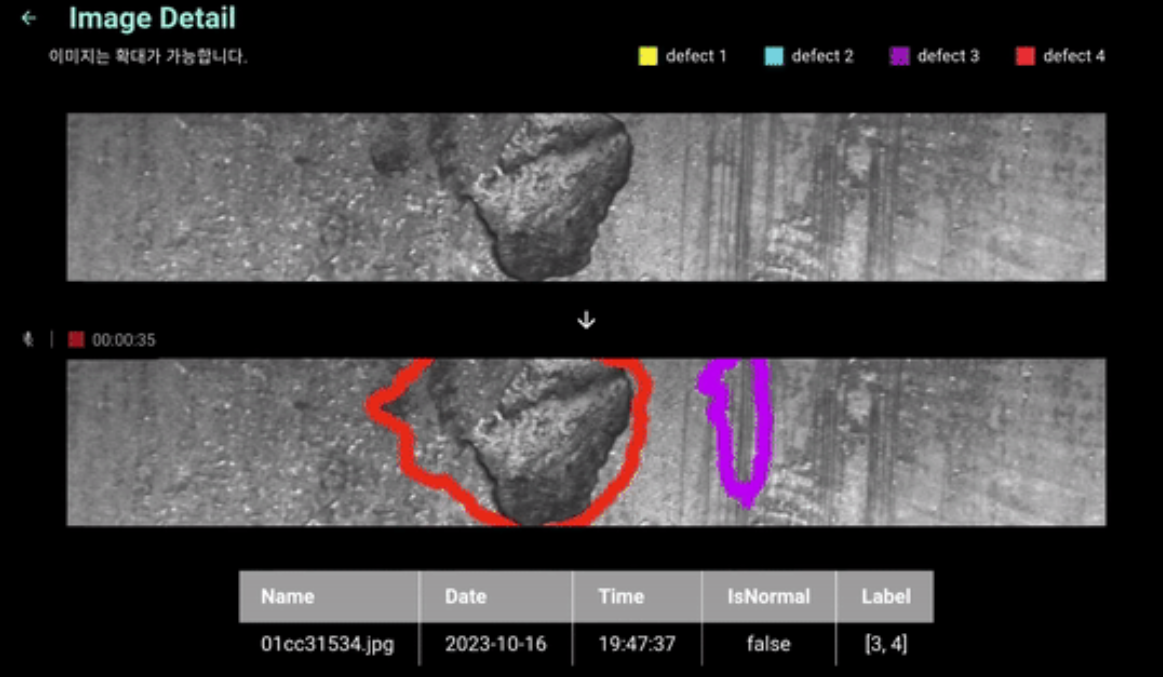 ← Image Detail
이미지는 확대가 가능합니다.
defect 1 defect 2 defect 3 defect 4
↓
00:00:35
Name Date Time IsNormal Label
01cc31534.jpg 2023-10-16 19:47:37 false [3, 4]